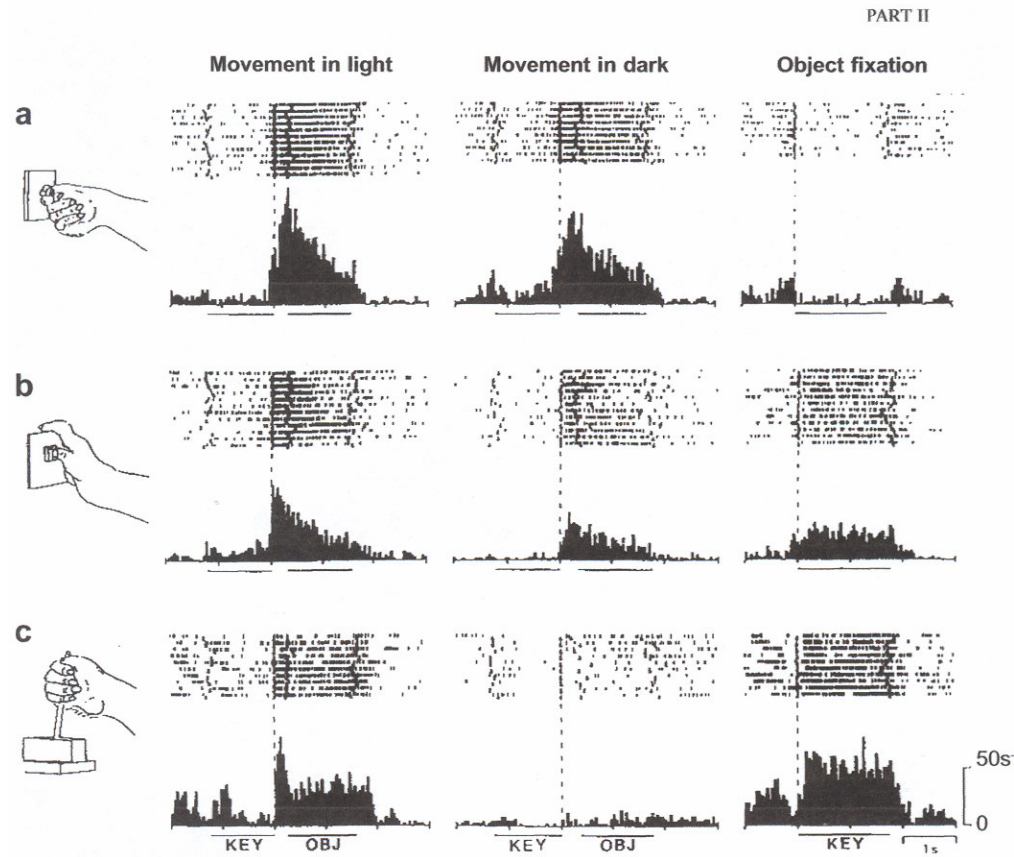 PART II
Movement in light Movement in dark Object fixation
a
b
c
50s-
0
KEY OBJ KEY OBJ KEY 1s